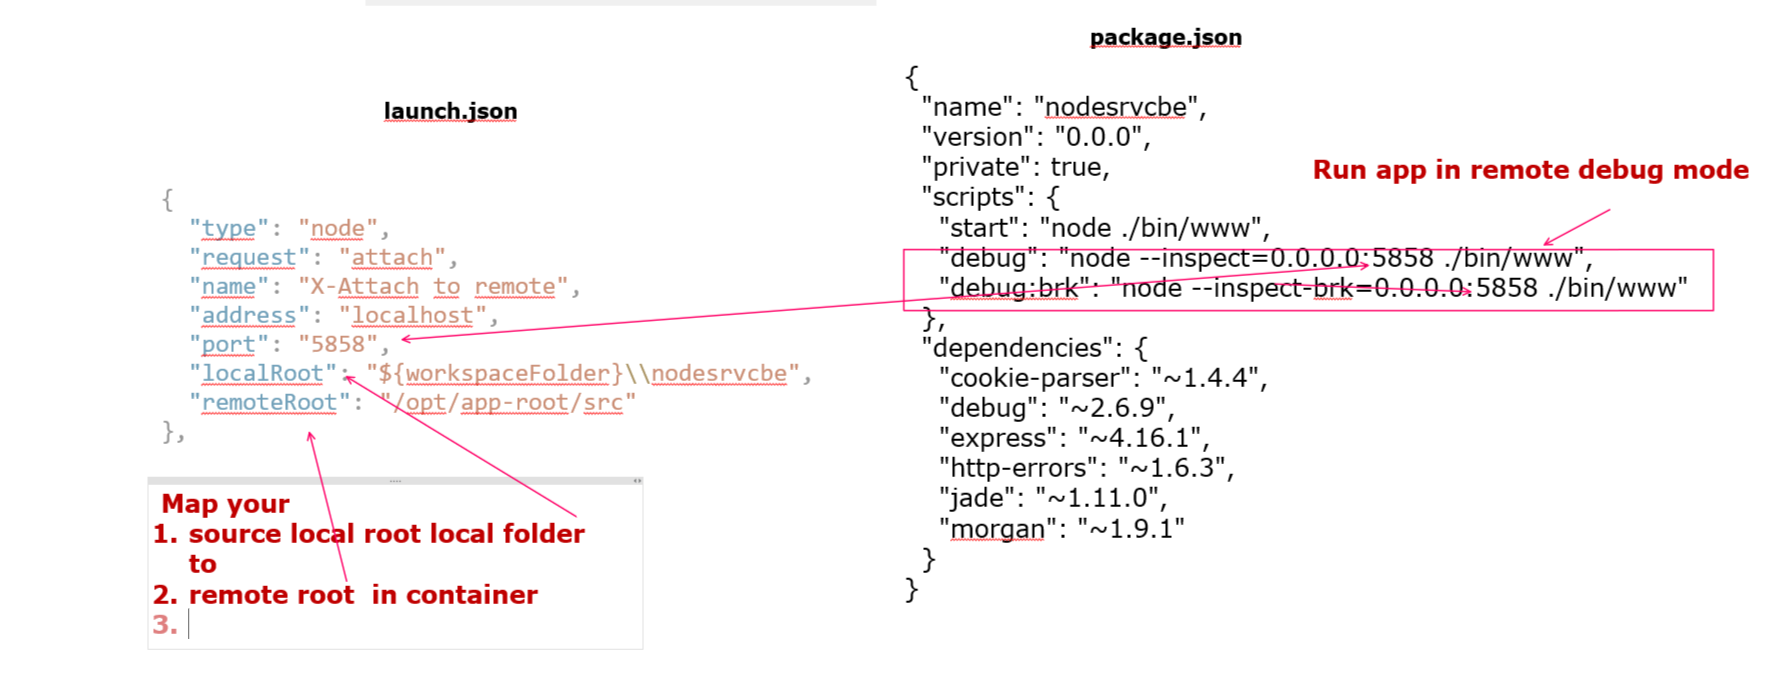 launch.json
{
"type": "node",
"request": "attach",
"name": "X-Attach to remote",
"address": "localhost",
"port": "5858",
"localRoot": "${workspaceFolder}\\nodesrvcbe",
"remoteRoot": "/opt/app-root/src"
},
Map your
1. source local root local folder
to
2. remote root  in container
3.
package.json
{
"name": "nodesrvcbe",
"version": "0.0.0",
"private": true,
"scripts": {
"start": "node ./bin/www",
"debug": "node --inspect=0.0.0.0:5858 ./bin/www",
"debug:brk": "node --inspect-brk=0.0.0.0:5858 ./bin/www"
},
"dependencies": {
"cookie-parser": "~1.4.4",
"debug": "~2.6.9",
"express": "~4.16.1",
"http-errors": "~1.6.3",
"jade": "~1.11.0",
"morgan": "~1.9.1"
}
}
Run app in remote debug mode